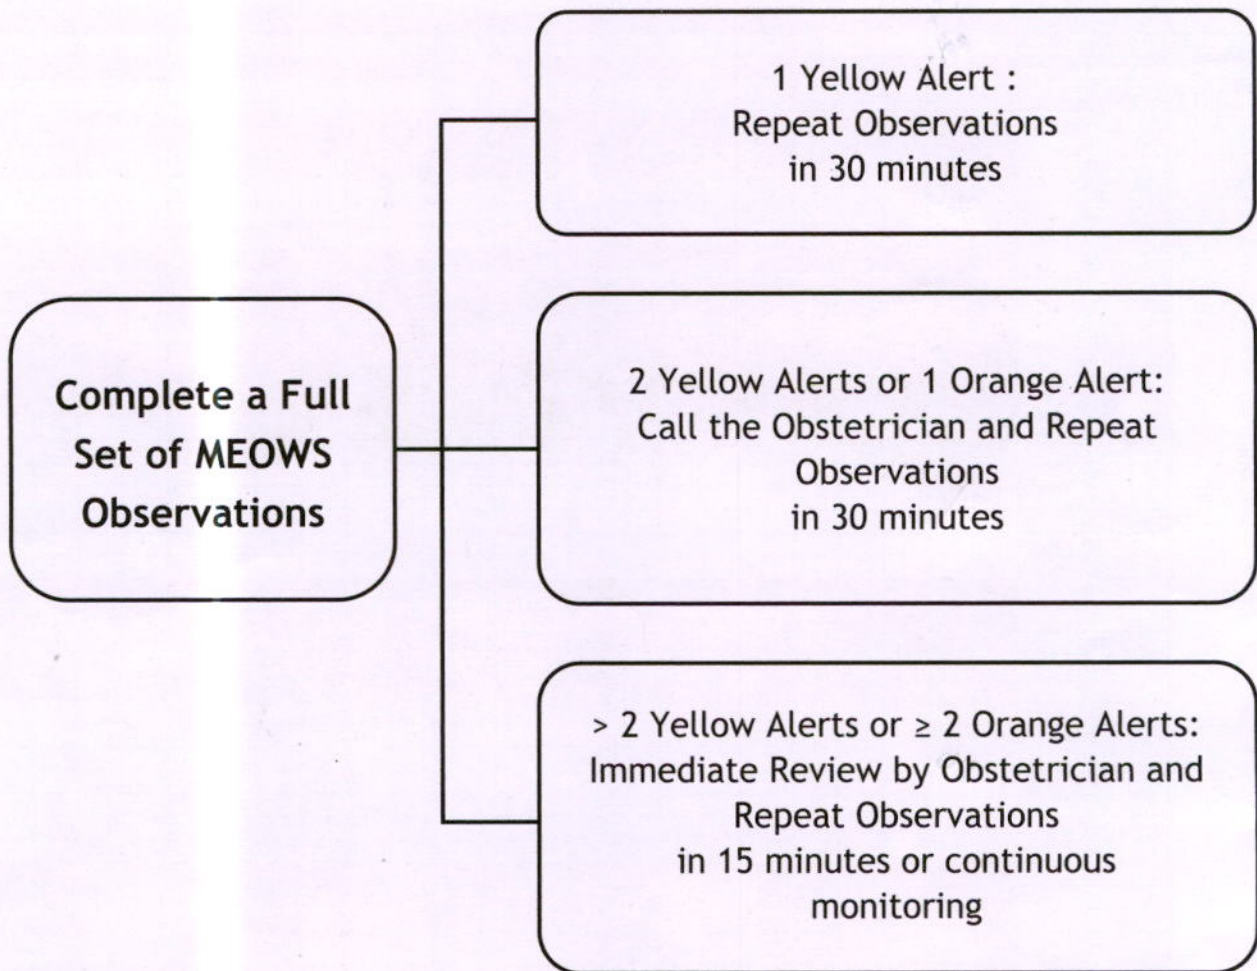 Complete a Full
Set of MEOWS
Observations
1 Yellow Alert :
Repeat Observations
in 30 minutes
2 Yellow Alerts or 1 Orange Alert:
Call the Obstetrician and Repeat
Observations
in 30 minutes
> 2 Yellow Alerts or ≥ 2 Orange Alerts:
Immediate Review by Obstetrician and
Repeat Observations
in 15 minutes or continuous
monitoring